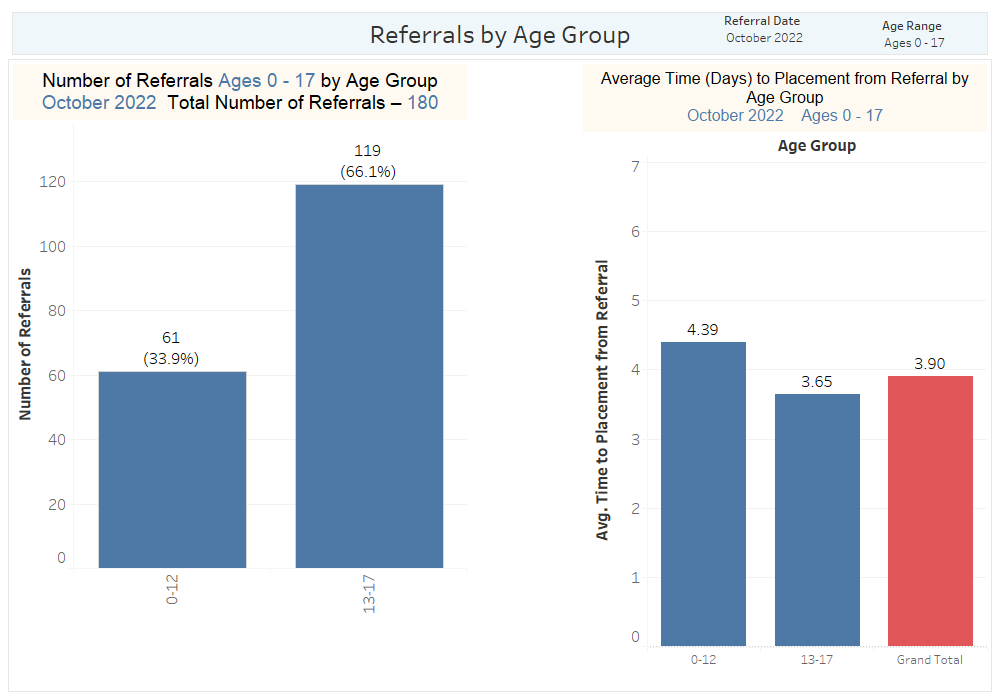 Referrals by Age Group
Referral Date
October 2022
Age Range
Ages 0 - 17
Number of Referrals Ages 0 - 17 by Age Group
October 2022 Total Number of Referrals – 180
Number of Referrals
120
100
80
60
40
20
0
61
(33.9%)
119
(66.1%)
0-12
13-17
Average Time (Days) to Placement from Referral by
Age Group
October 2022 Ages 0 - 17
Age Group
Avg. Time to Placement from Referral
7
6
5
4
3
2
1
0
4.39
3.65
3.90
0-12
13-17
Grand Total